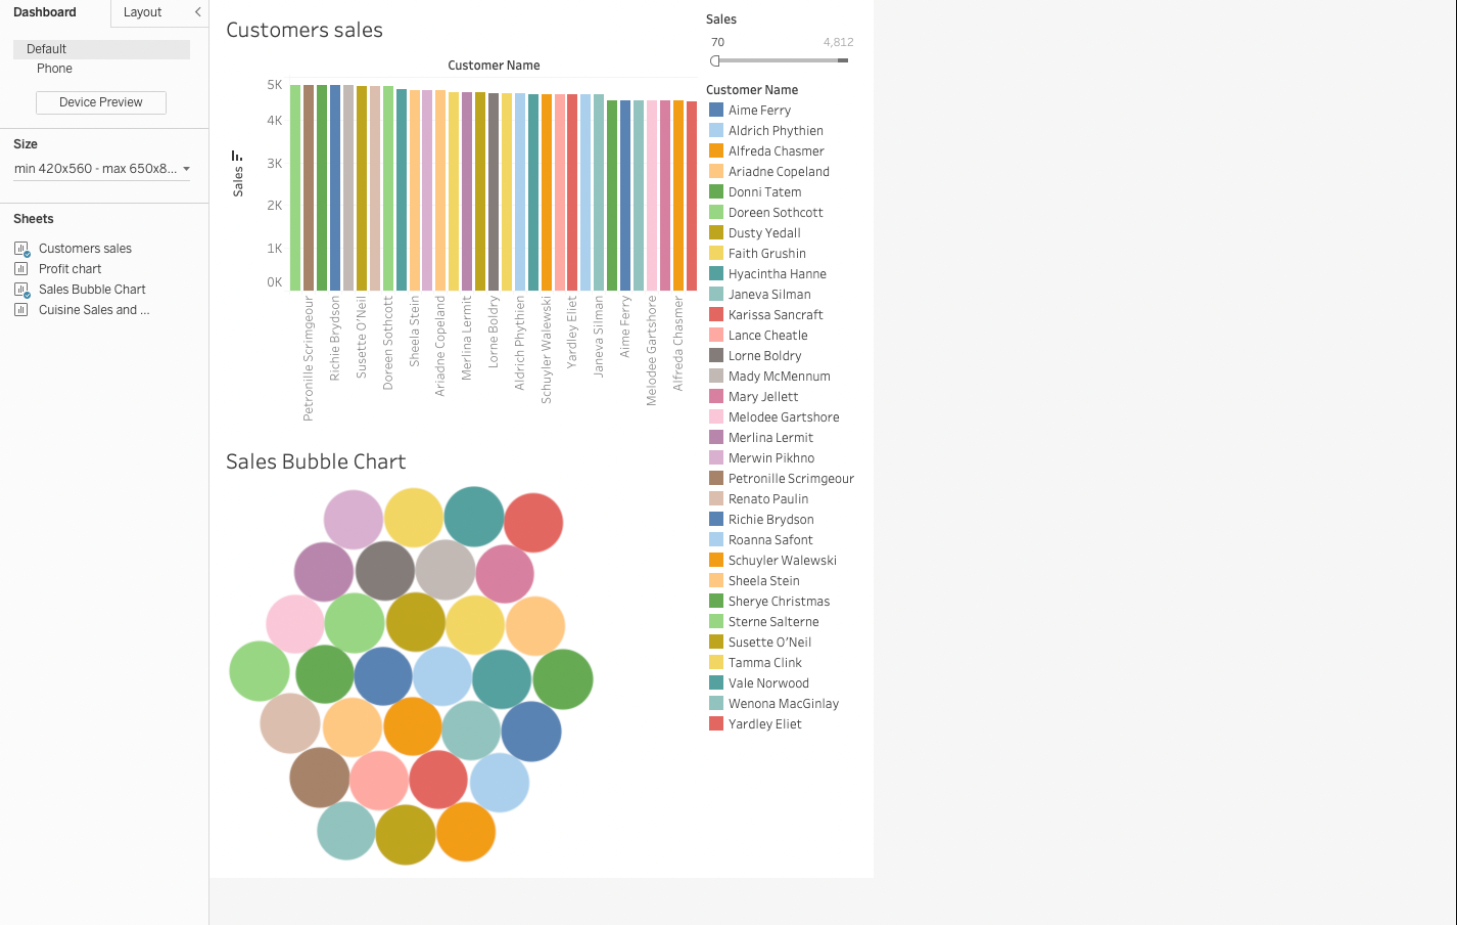 Dashboard
Layout
Default
Phone
Device Preview
Size
min 420x560 - max 650x8...
Sheets
Customers sales
Profit chart
Sales Bubble Chart
Cuisine Sales and ...
Customers sales
Customer Name
Sales
5K
4K
3K
2K
1K
0K
Petronille Scrimgeour
Richie Brydson
Susette O'Neil
Doreen Sothcott
Sheela Stein
Ariadne Copeland
Merlina Lermit
Lorne Boldry
Aldrich Phythien
Schuyler Walewski
Yardley Eliet
Janeva Silman
Aime Ferry
Melodee Gartshore
Alfreda Chasmer
Sales Bubble Chart
Sales
70 4,812
Customer Name
Aime Ferry
Aldrich Phythien
Alfreda Chasmer
Ariadne Copeland
Donni Tatem
Doreen Sothcott
Dusty Yedall
Faith Grushin
Hyacintha Hanne
Janeva Silman
Karissa Sancraft
Lance Cheatle
Lorne Boldry
Mady McMennum
Mary Jellett
Melodee Gartshore
Merlina Lermit
Merwin Pikhno
Petronille Scrimgeour
Renato Paulin
Richie Brydson
Roanna Safont
Schuyler Walewski
Sheela Stein
Sherye Christmas
Sterne Salterne
Susette O'Neil
Tamma Clink
Vale Norwood
Wenona MacGinlay
Yardley Eliet